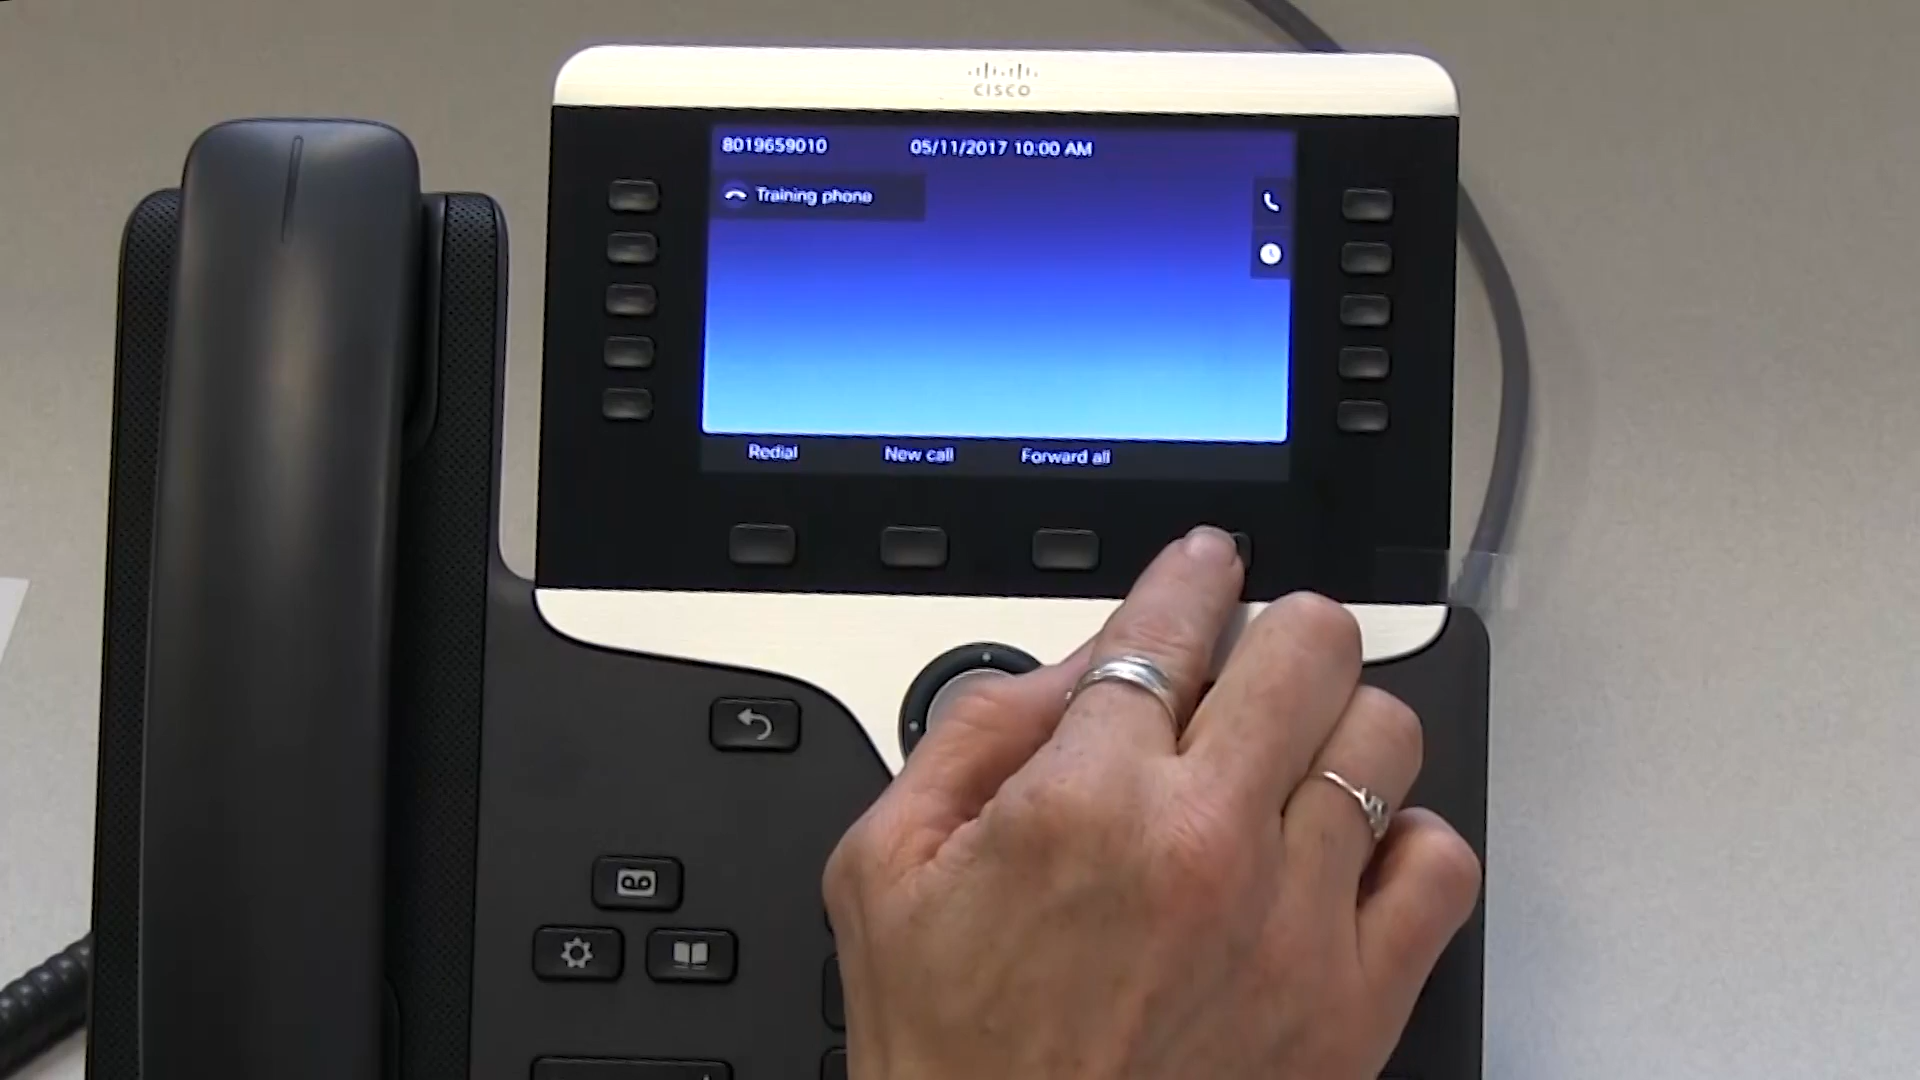 CISCO
8019659010 05/11/2017 10:00 AM
Training phone
Redial New call Forward all